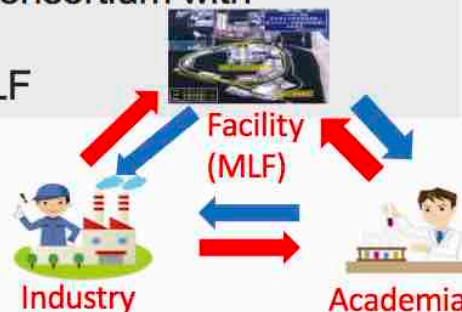 onsortium with
LF
Facility
(MLF)
Industry
Academia